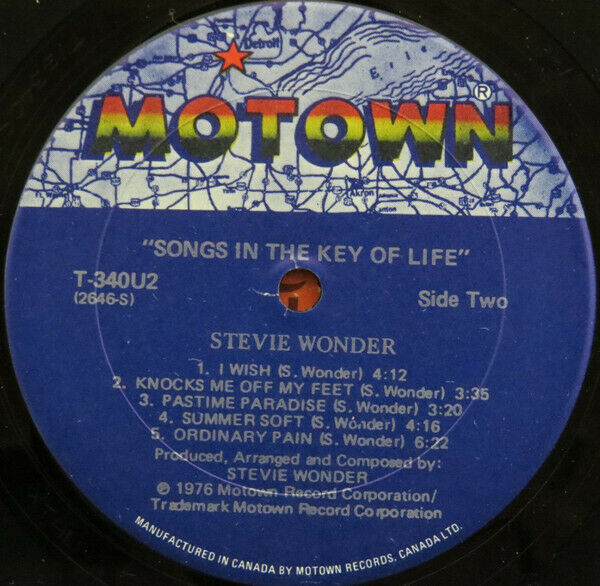 Detroit
Erie
MOTOWN®
Akron
Canton
"SONGS IN THE KEY OF LIFE"
T-340U2
(2646-S)
Side Two
STEVIE WONDER
1. I WISH (S. Wonder) 4:12
2. KNOCKS ME OFF MY FEET (S. Wonder) 3:35
3. PASTIME PARADISE (S. Wonder) 3:20
4. SUMMER SOFT (S. Wonder) 4:16
5. ORDINARY PAIN (S. Wonder) 6:22
Produced, Arranged and Composed by:
STEVIE WONDER
℗ 1976 Motown Record Corporation/
Trademark Motown Record Corporation
MANUFACTURED IN CANADA BY MOTOWN RECORDS, CANADA LTD.